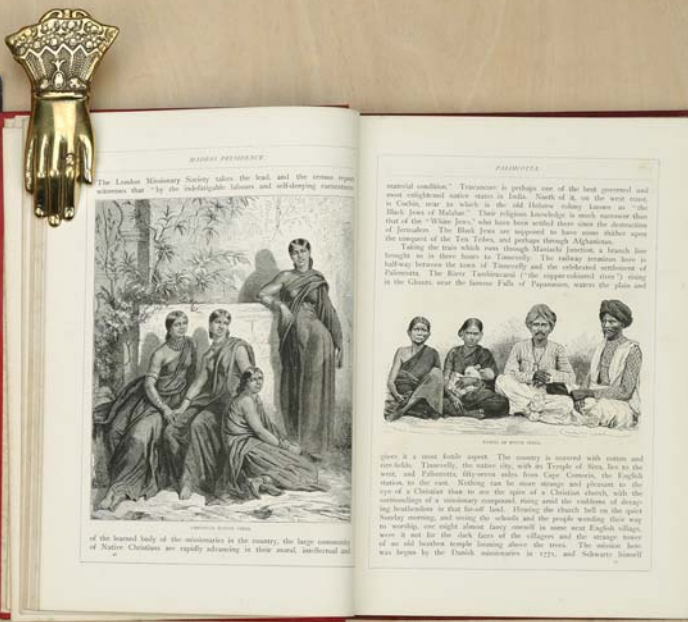 MADRAS PRESIDENCY.
The London Missionary Society takes the lead, and the census report
witnesses that "by the indefatigable labours and self-denying earnestness
of the learned body of the missionaries in the country, the large community
of Native Christians are rapidly advancing in their moral, intellectual and
PALIMCOTTA.
material condition." Travancore is perhaps one of the best governed and
most enlightened native states in India. North of it, on the west coast,
is Cochin, near to which is the old Hebrew colony known as "the
Black Jews of Malabar." Their religious knowledge is much narrower than
that of the "White Jews," who have been settled there since the destruction
of Jerusalem. The Black Jews are supposed to have come thither upon
the conquest of the Ten Tribes, and perhaps through Afghanistan.
Taking the train which runs through Maniachi Junction, a branch line
brought us in three hours to Tinnevelly. The railway terminus here is
half-way between the town of Tinnevelly and the celebrated settlement of
Palamcotta. The River Tambiravarni ("the copper-coloured river") rising
in the Ghauts, near the famous Falls of Papanasum, waters the plain and
NATIVES OF SOUTH INDIA.
gives it a most fertile aspect. The country is covered with cotton and
rice-fields. Tinnevelly, the native city, with its Temple of Siva, lies to the
west, and Palamcotta, fifty-seven miles from Cape Comorin, the English
station, to the east. Nothing can be more strange and pleasant to the
eye of a Christian than to see the spire of a Christian church, with the
surroundings of a missionary compound, rising amid the emblems of decay-
ing heathendom in that far-off land. Hearing the church bell on the quiet
Sunday morning, and seeing the schools and the people wending their way
to worship, one might almost fancy oneself in some neat English village,
were it not for the dark faces of the villagers and the strange tower
of an old heathen temple looming above the trees. The mission here
was begun by the Danish missionaries in 1771, and Schwartz himself